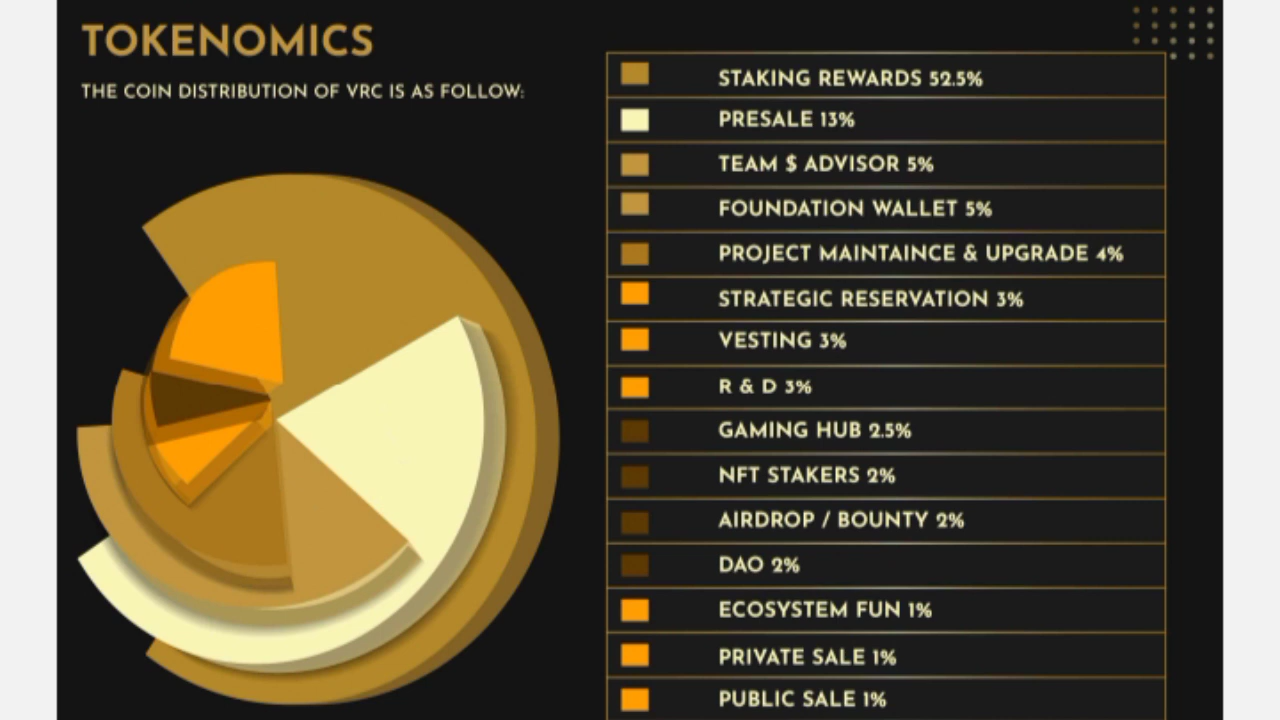 TOKENOMICS
THE COIN DISTRIBUTION OF VRC IS AS FOLLOW:
STAKING REWARDS 52.5%
PRESALE 13%
TEAM $ ADVISOR 5%
FOUNDATION WALLET 5%
PROJECT MAINTAINCE & UPGRADE 4%
STRATEGIC RESERVATION 3%
VESTING 3%
R & D 3%
GAMING HUB 2.5%
NFT STAKERS 2%
AIRDROP / BOUNTY 2%
DAO 2%
ECOSYSTEM FUN 1%
PRIVATE SALE 1%
PUBLIC SALE 1%